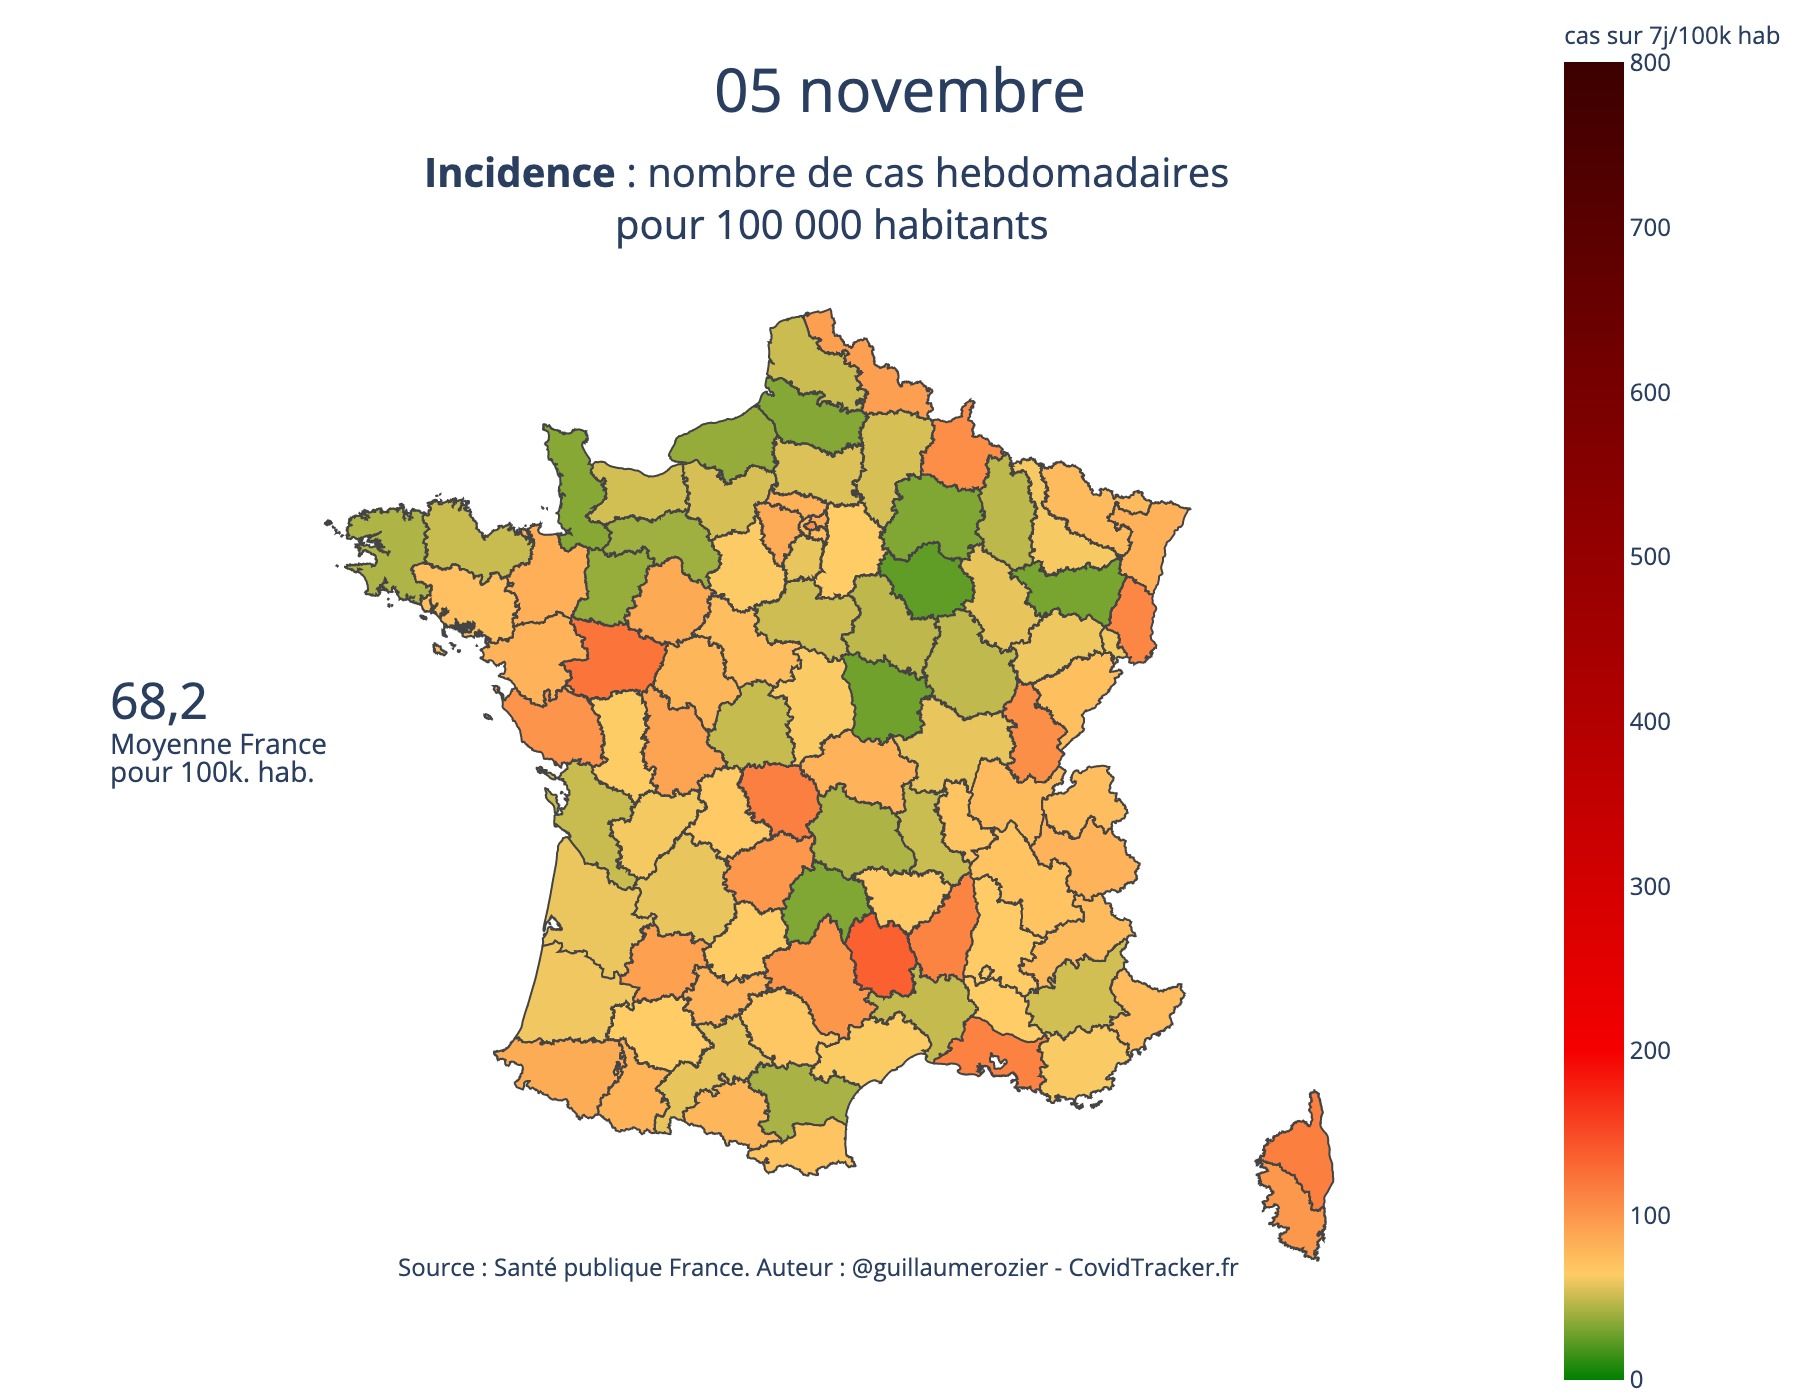 cas sur 7j/100k hab
05 novembre
Incidence : nombre de cas hebdomadaires
pour 100 000 habitants
800
700
600
500
400
300
200
100
0
68,2
Moyenne France
pour 100k. hab.
Source : Santé publique France. Auteur : @guillaumerozier - CovidTracker.fr